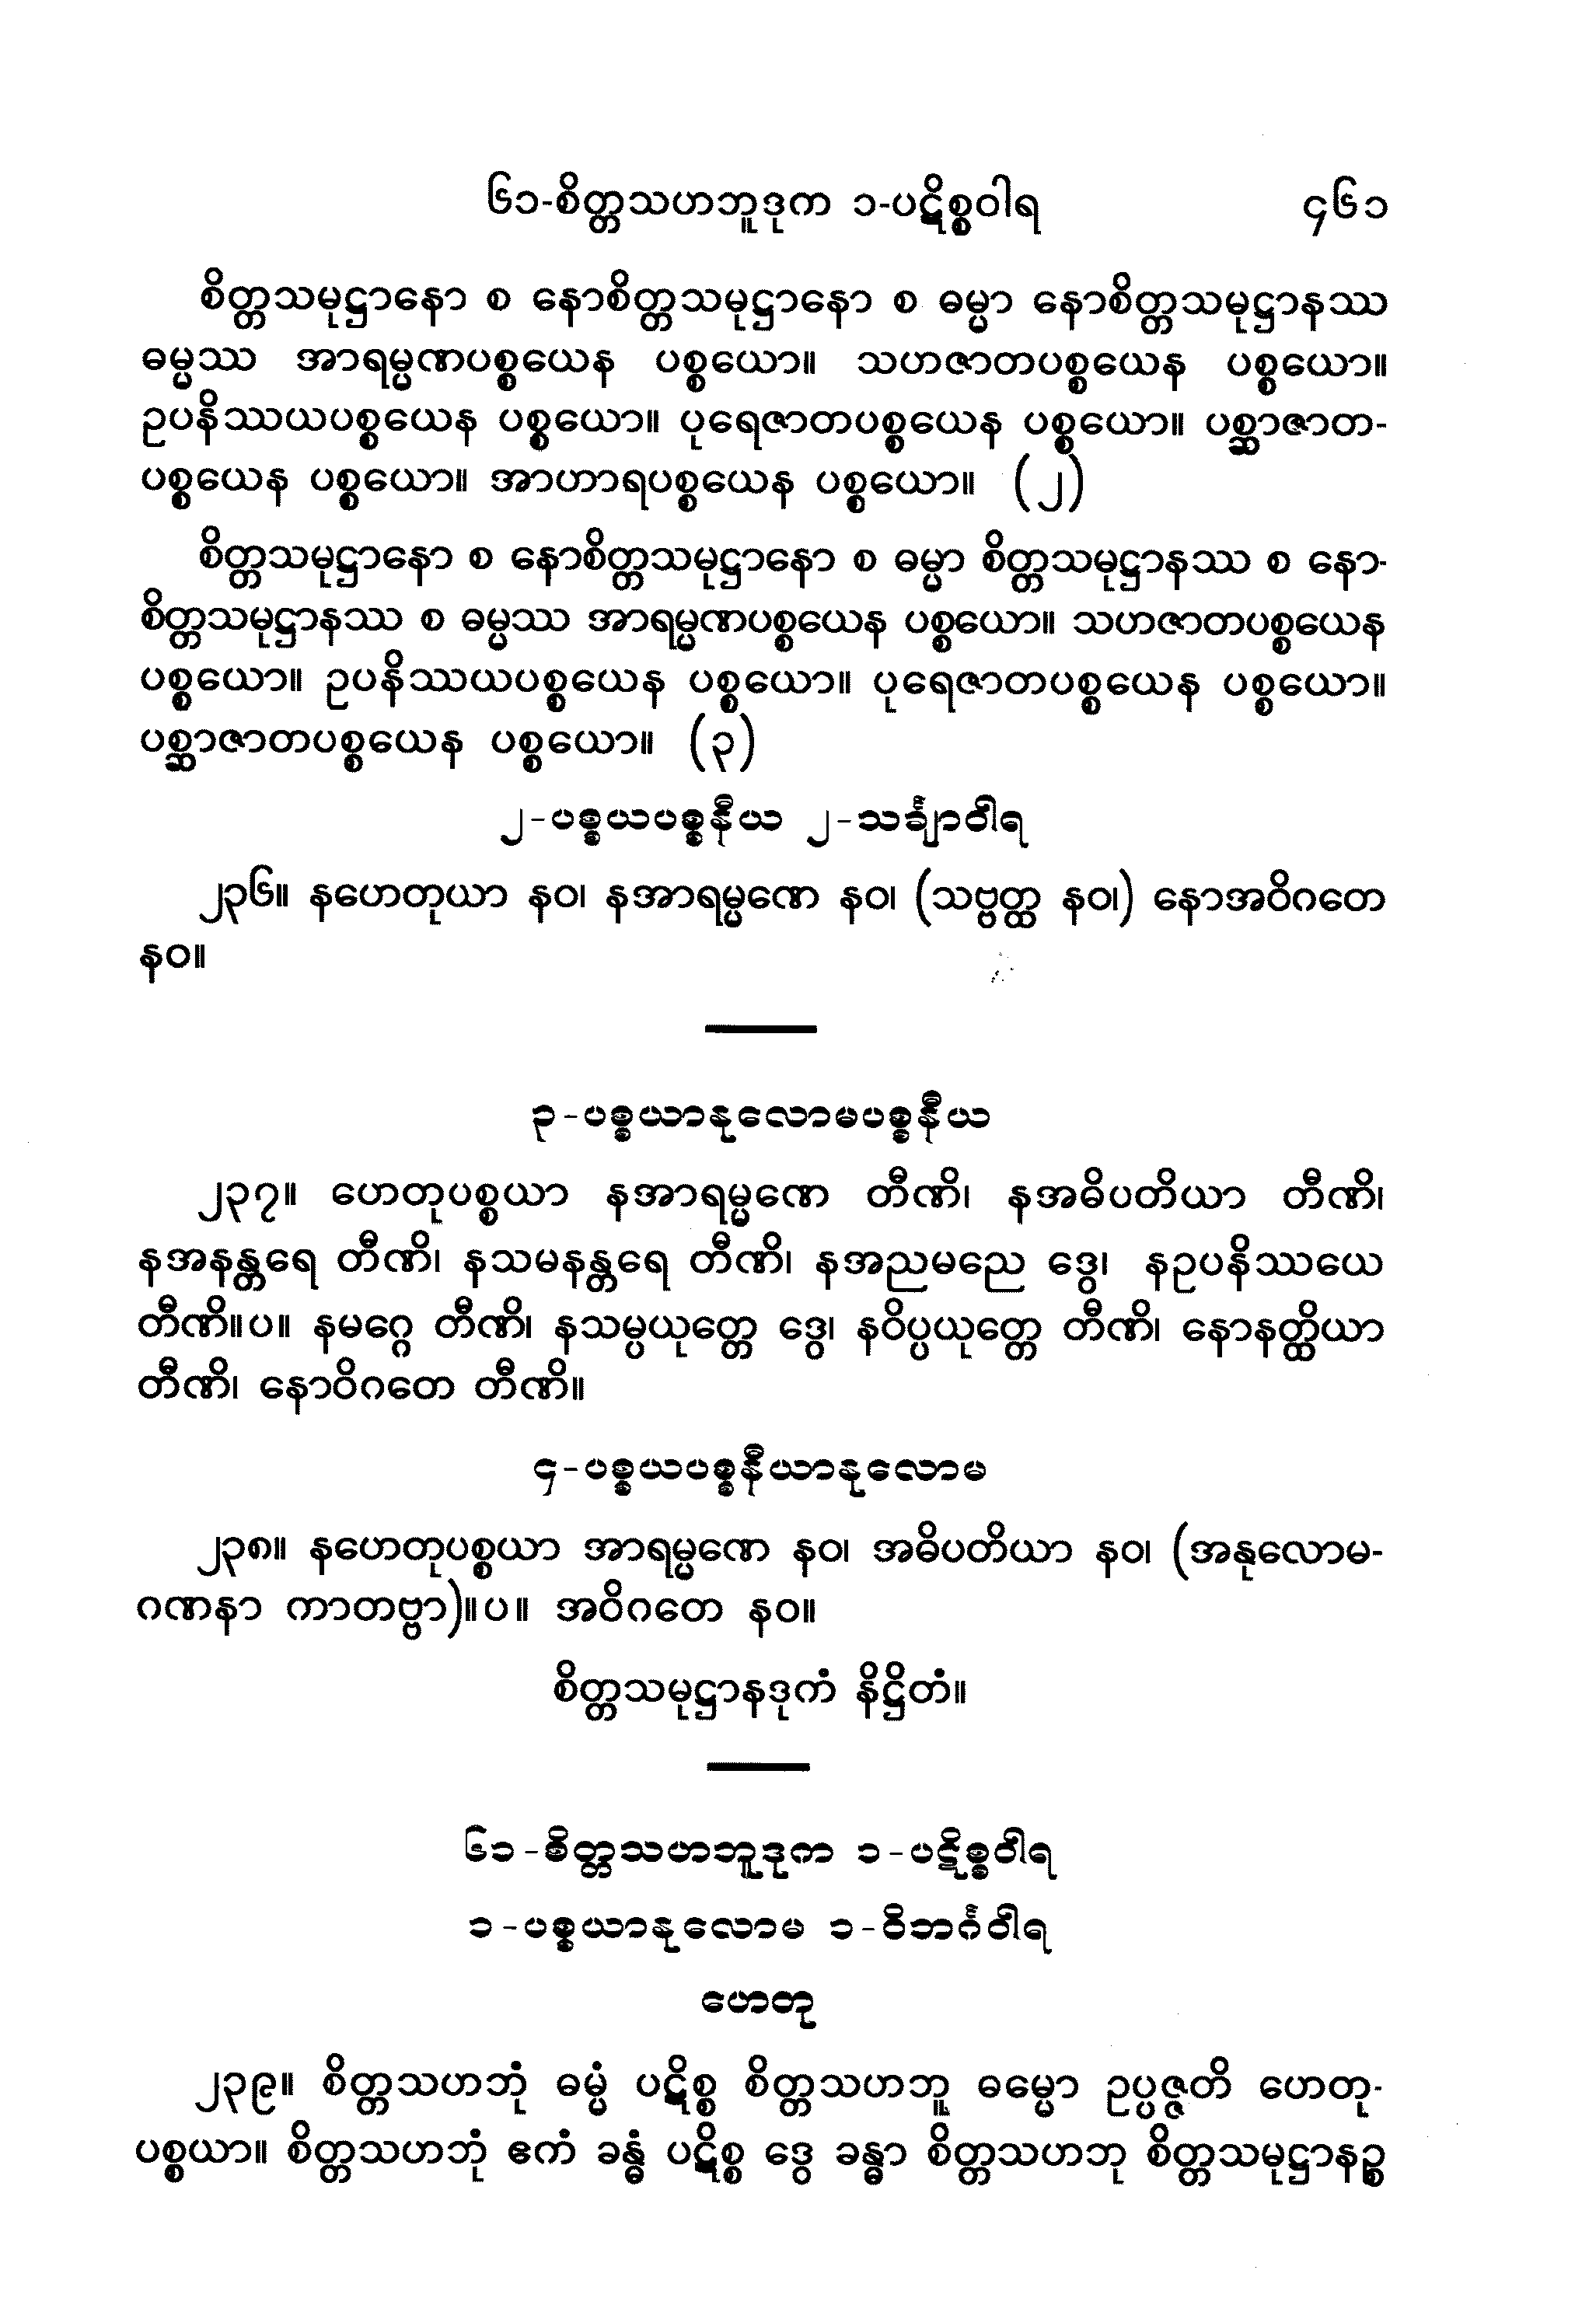 ၆၁-စိတ္တသဟဘူဒုက ၁-ပဋိစ္စဝါရ ၄၆၁
စိတ္တသမုဋ္ဌာနော စ နောစိတ္တသမုဋ္ဌာနော စ ဓမ္မာ နောစိတ္တသမုဋ္ဌာနဿ
ဓမ္မဿ အာရမ္မဏပစ္စယေန ပစ္စယော။ သဟဇာတပစ္စယေန ပစ္စယော။
ဥပနိဿယပစ္စယေန ပစ္စယော။ ပုရေဇာတပစ္စယေန ပစ္စယော။ ပစ္ဆာဇာတ-
ပစ္စယေန ပစ္စယော။ အာဟာရပစ္စယေန ပစ္စယော။ (၂)
စိတ္တသမုဋ္ဌာနော စ နောစိတ္တသမုဋ္ဌာနော စ ဓမ္မာ စိတ္တသမုဋ္ဌာနဿ စ နော-
စိတ္တသမုဋ္ဌာနဿ စ ဓမ္မဿ အာရမ္မဏပစ္စယေန ပစ္စယော။ သဟဇာတပစ္စယေန
ပစ္စယော။ ဥပနိဿယပစ္စယေန ပစ္စယော။ ပုရေဇာတပစ္စယေန ပစ္စယော။
ပစ္ဆာဇာတပစ္စယေန ပစ္စယော။ (၃)
၂-ပစ္စယပစ္စနီယ ၂-သင်္ချာဝါရ
၂၃၆။ နဟေတုယာ နဝ၊ နအာရမ္မဏေ နဝ၊ (သဗ္ဗတ္ထ နဝ၊) နောအဝိဂတေ
နဝ။
၃-ပစ္စယာနုလောမပစ္စနီယ
၂၃၇။ ဟေတုပစ္စယာ နအာရမ္မဏေ တီဏိ၊ နအဓိပတိယာ တီဏိ၊
နအနန္တရေ တီဏိ၊ နသမနန္တရေ တီဏိ၊ နအညမညေ ဒွေ၊ နဥပနိဿယေ
တီဏိ။ပ။ နမဂ္ဂေ တီဏိ၊ နသမ္ပယုတ္တေ ဒွေ၊ နဝိပ္ပယုတ္တေ တီဏိ၊ နောနတ္ထိယာ
တီဏိ၊ နောဝိဂတေ တီဏိ။
၄-ပစ္စယပစ္စနီယာနုလောမ
၂၃၈။ နဟေတုပစ္စယာ အာရမ္မဏေ နဝ၊ အဓိပတိယာ နဝ၊ (အနုလောမ-
ဂဏနာ ကာတဗ္ဗာ)။ပ။ အဝိဂတေ နဝ။
စိတ္တသမုဋ္ဌာနဒုကံ နိဋ္ဌိတံ။
၆၁-စိတ္တသဟဘူဒုက ၁-ပဋိစ္စဝါရ
၁-ပစ္စယာနုလောမ ၁-ဝိဘင်္ဂဝါရ
ဟေတု
၂၃၉။ စိတ္တသဟဘုံ ဓမ္မံ ပဋိစ္စ စိတ္တသဟဘူ ဓမ္မော ဥပ္ပဇ္ဇတိ ဟေတု-
ပစ္စယာ။ စိတ္တသဟဘုံ ဧကံ ခန္ဓံ ပဋိစ္စ ဒွေ ခန္ဓာ စိတ္တသဟဘု စိတ္တသမုဋ္ဌာနဉ္စ